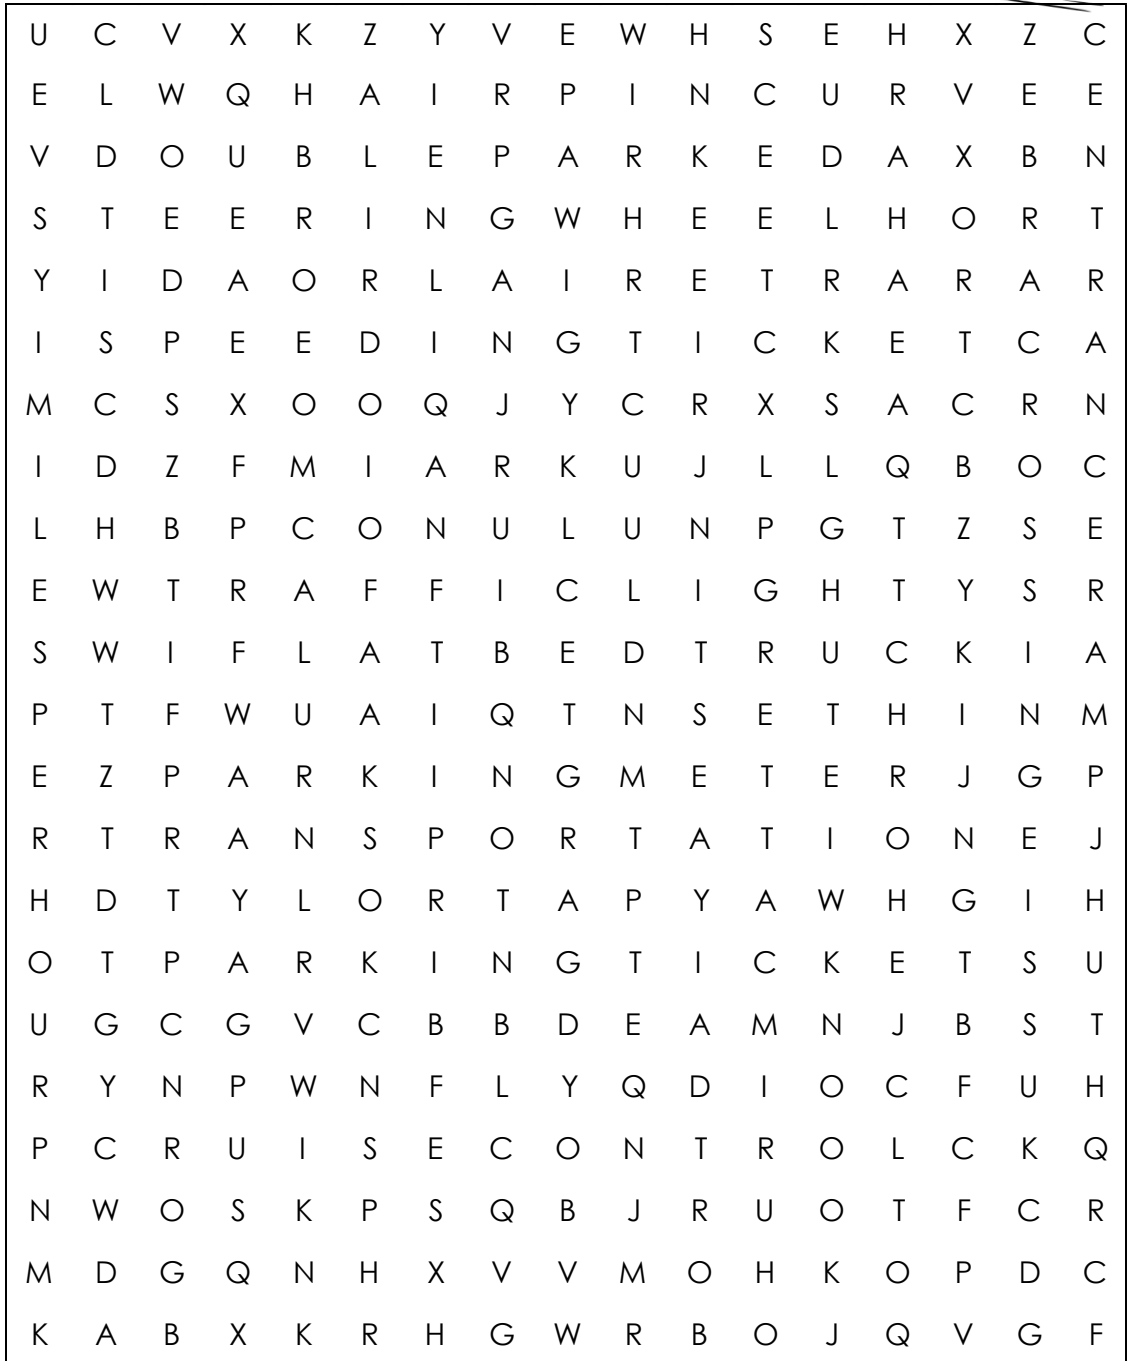 U C V X K Z Y V E W H S E H X Z C
E L W Q H A I R P I N C U R V E E
V D O U B L E P A R K E D A X B N
S T E E R I N G W H E E L H O R T
Y I D A O R L A I R E T R A R A R
I S P E E D I N G T I C K E T C A
M C S X O O Q J Y C R X S A C R N
I D Z F M I A R K U J L L Q B O C
L H B P C O N U L U N P G T Z S E
E W T R A F F I C L I G H T Y S R
S W I F L A T B E D T R U C K I A
P T F W U A I Q T N S E T H I N M
E Z P A R K I N G M E T E R J G P
R T R A N S P O R T A T I O N E J
H D T Y L O R T A P Y A W H G I H
O T P A R K I N G T I C K E T S U
U G C G V C B B D E A M N J B S T
R Y N P W N F L Y Q D I O C F U H
P C R U I S E C O N T R O L C K Q
N W O S K P S Q B J R U O T F C R
M D G Q N H X V V M O H K O P D C
K A B X K R H G W R B O J Q V G F